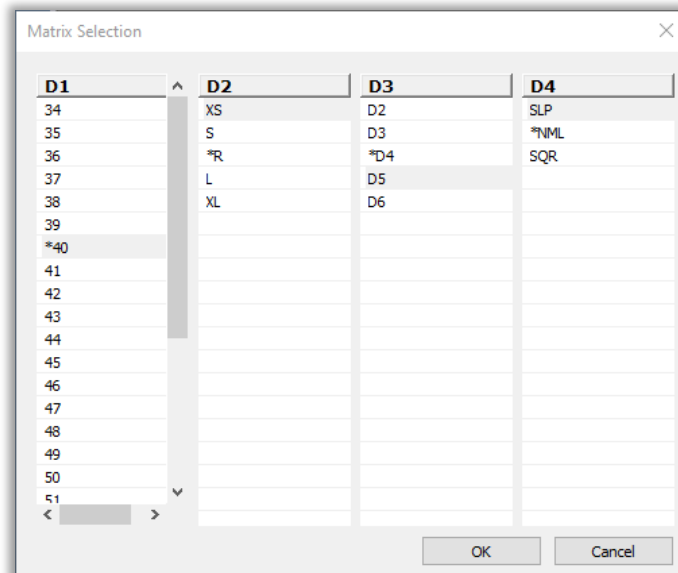 Matrix Selection
D1 D2 D3 D4
34 XS D2 SLP
35 S D3 *NML
36 *R *D4 SQR
37 L D5
38 XL D6
39
*40
41
42
43
44
45
46
47
48
49
50
51
OK Cancel